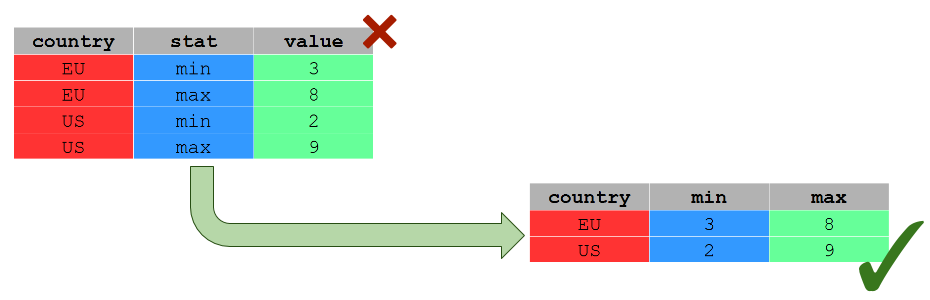 country stat value
EU min 3
EU max 8
US min 2
US max 9
country min max
EU 3 8
US 2 9